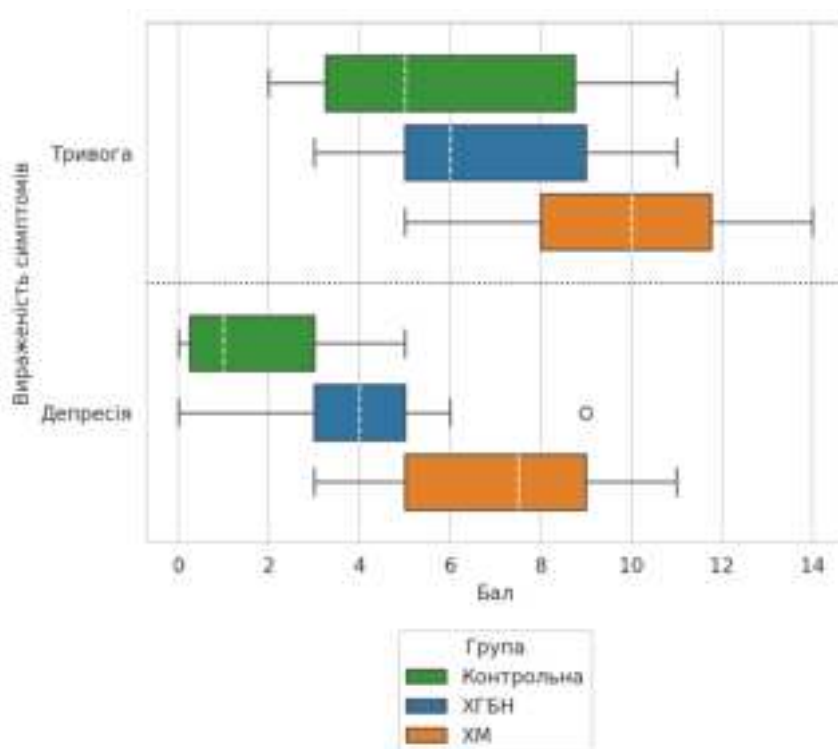 Вираженість симптомів
Тривога
Депресія
0 2 4 6 8 10 12 14
Бал
Група
Контрольна
ХГБН
ХМ